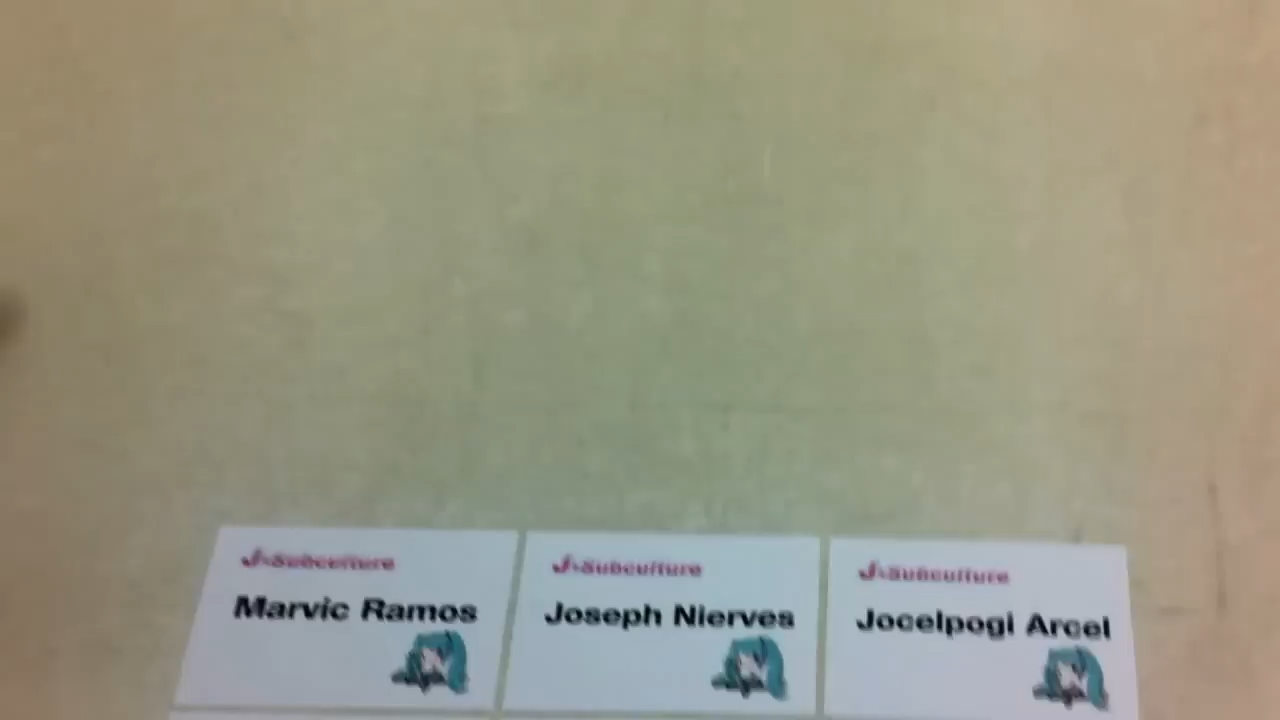 J-Subculture
Marvic Ramos
J-Subculture
Joseph Nierves
J-Subculture
Jocelpogi Arcel